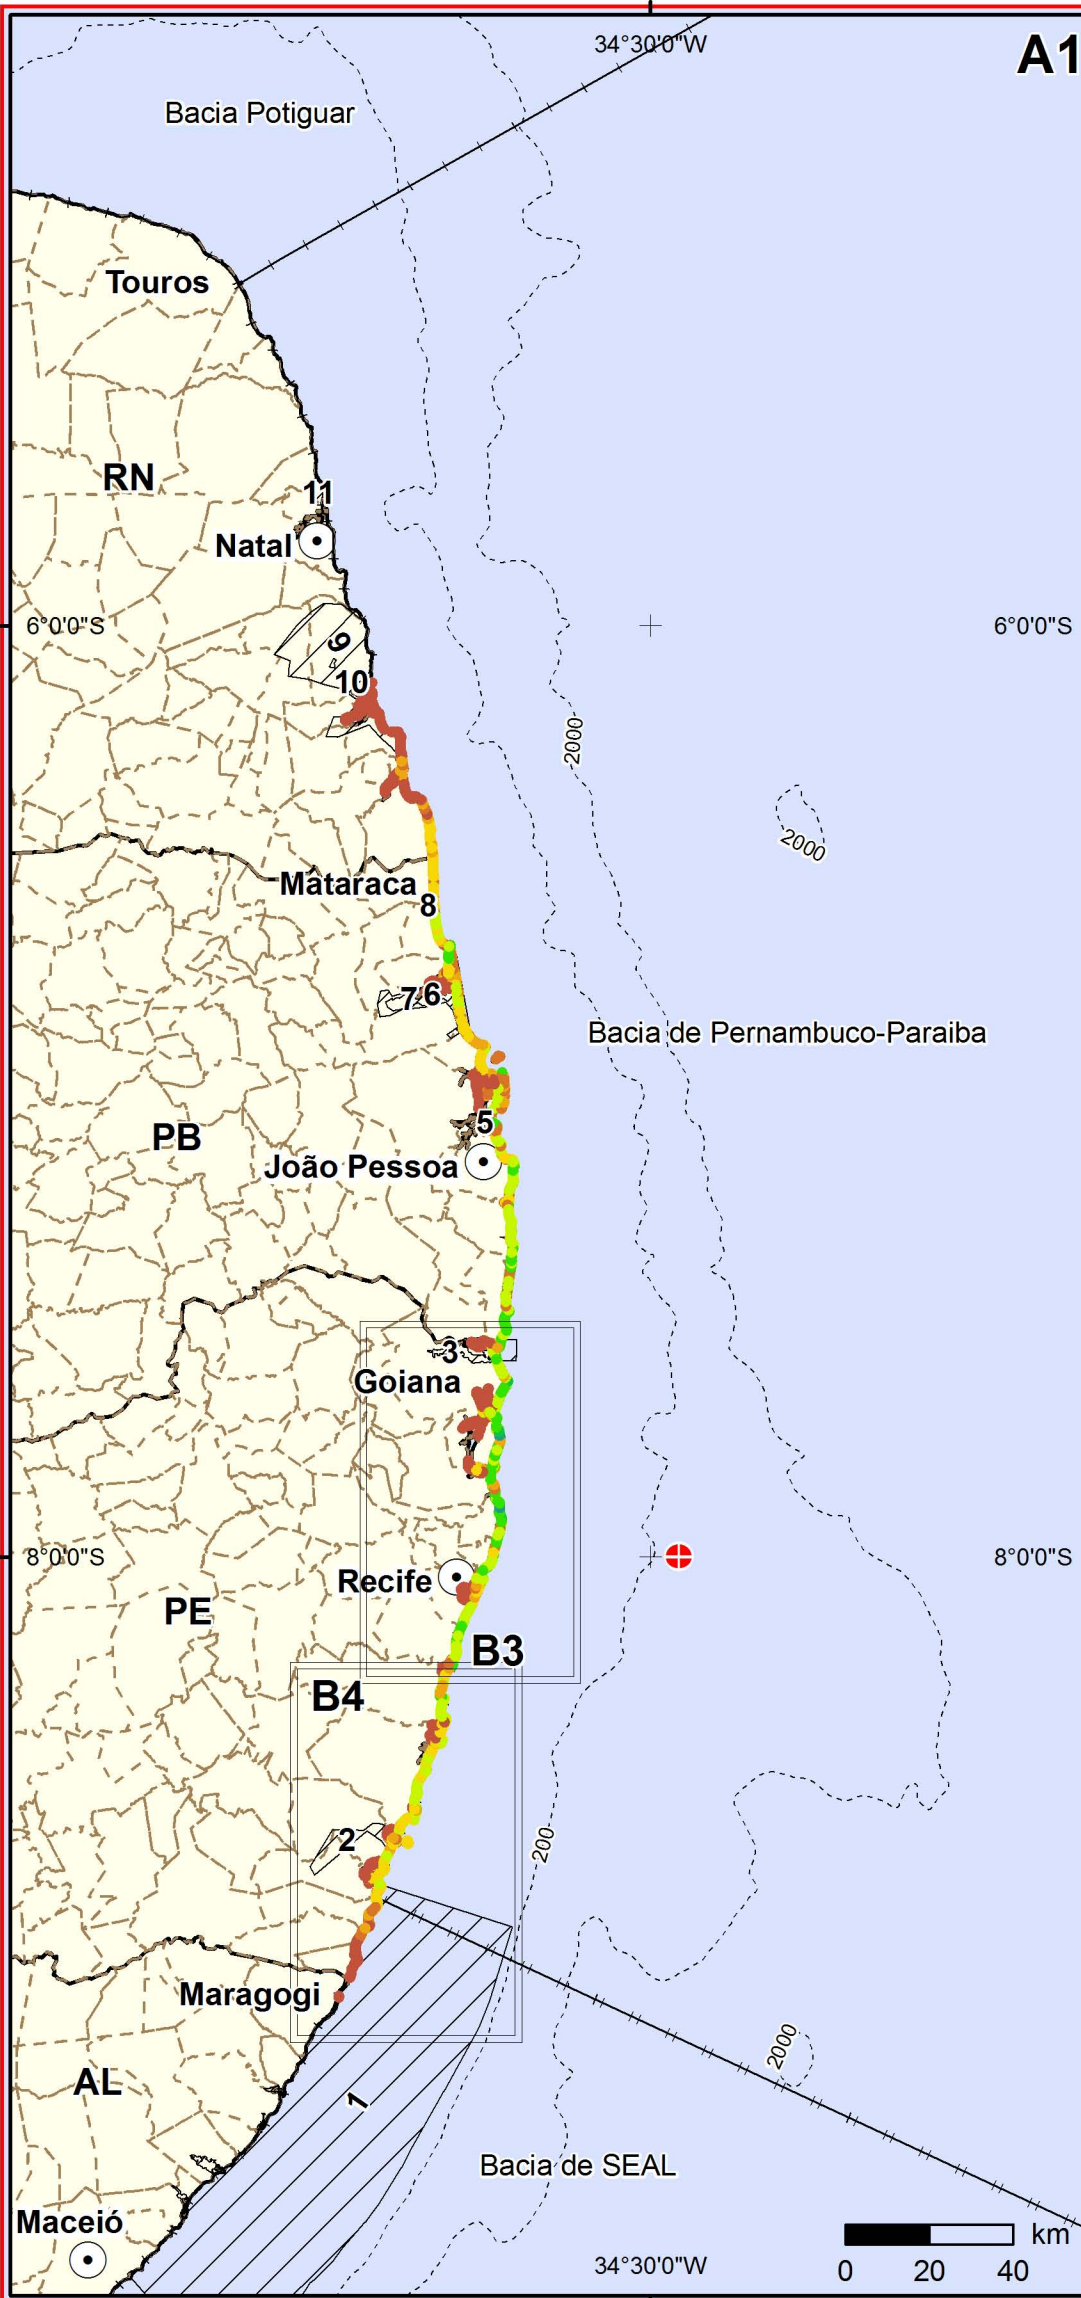 34°30'0"W
A1
Bacia Potiguar
Touros
RN
11
Natal
6°0'0"S
6°0'0"S
9
10
2000
2000
Mataraca
8
7
6
Bacia de Pernambuco-Paraiba
5
PB
João Pessoa
3
Goiana
8°0'0"S
8°0'0"S
Recife
PE
B3
B4
2
200
Maragogi
2000
AL
1
Bacia de SEAL
Maceió
34°30'0"W
km
0 20 40